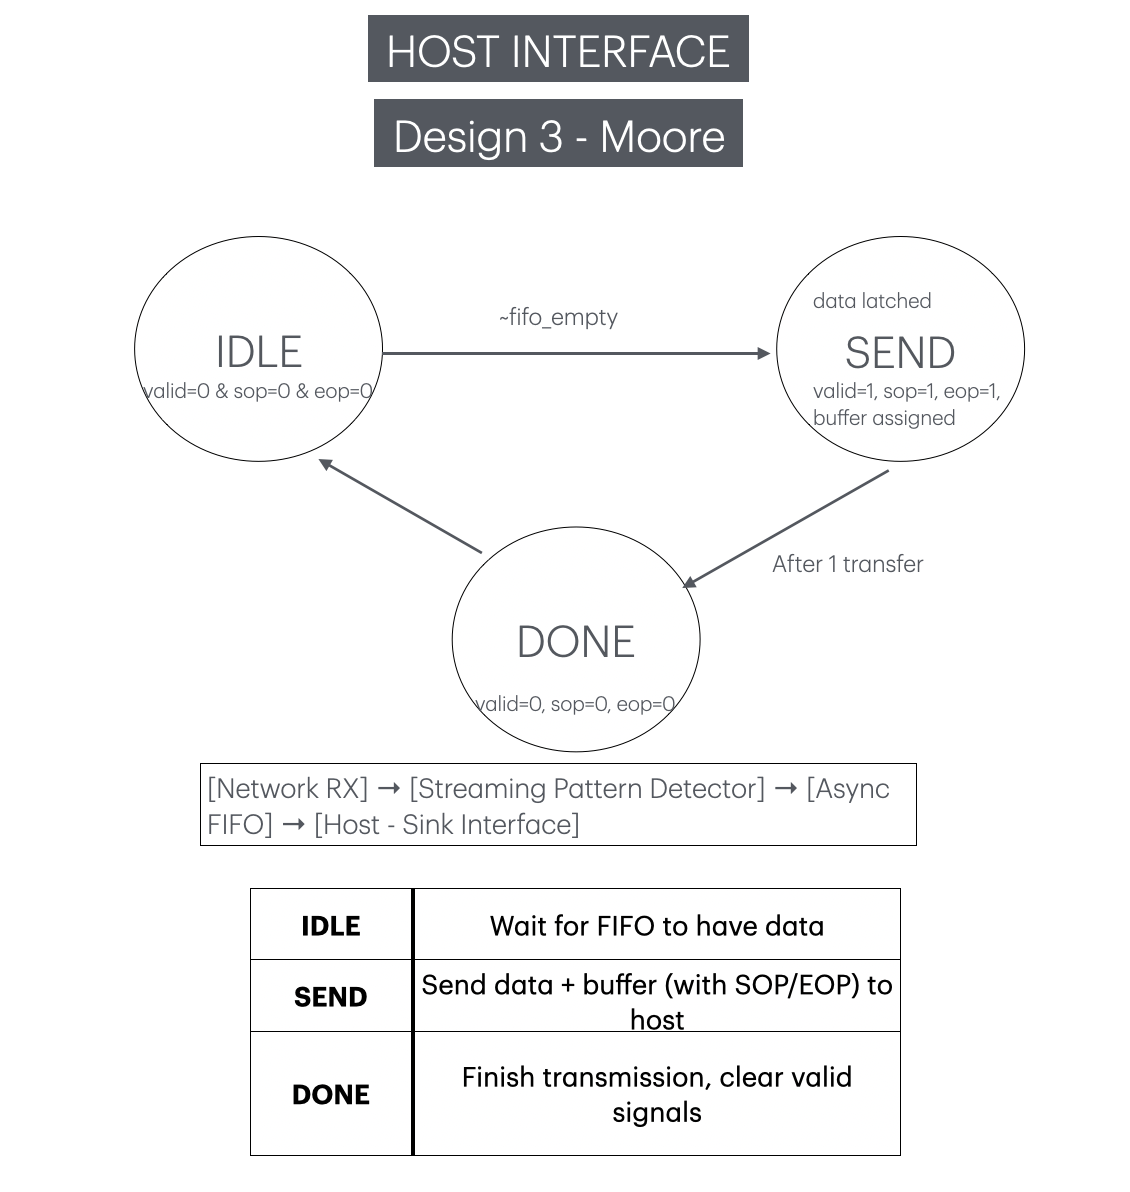 HOST INTERFACE
Design 3 - Moore
~fifo_empty
IDLE
valid=0 & sop=0 & eop=0
data latched
SEND
valid=1, sop=1, eop=1,
buffer assigned
After 1 transfer
DONE
valid=0, sop=0, eop=0
[Network RX] → [Streaming Pattern Detector] → [Async
FIFO] → [Host - Sink Interface]
IDLE
Wait for FIFO to have data
SEND
Send data + buffer (with SOP/EOP) to
host
DONE
Finish transmission, clear valid
signals